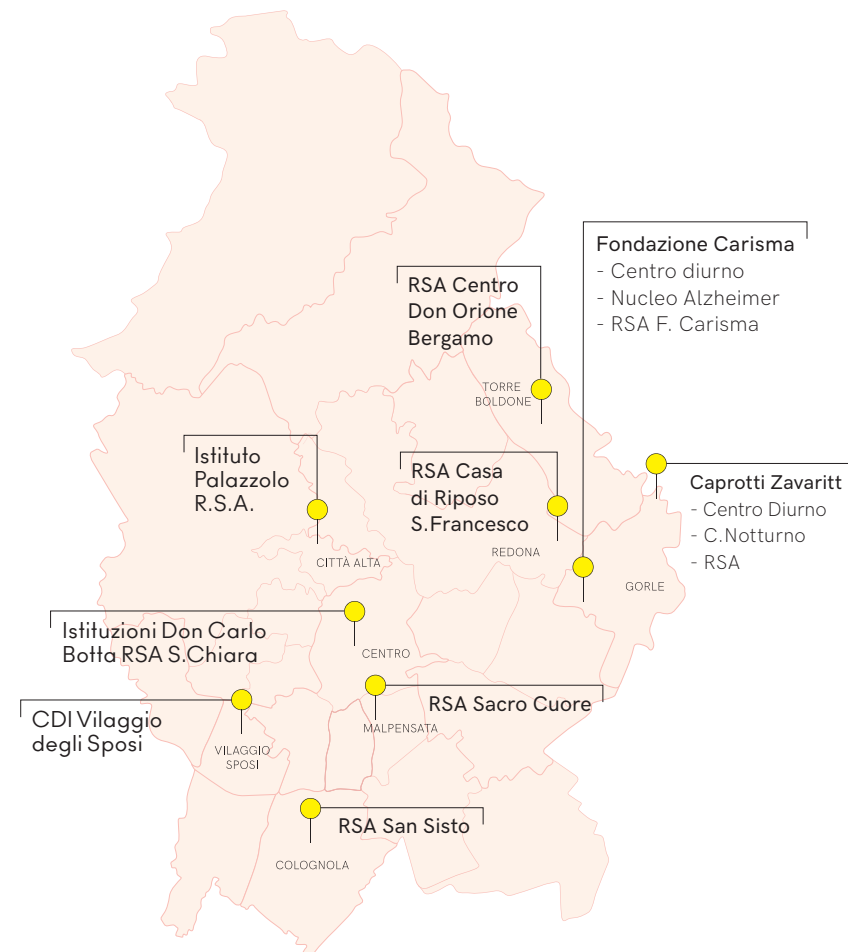 Fondazione Carisma
- Centro diurno
- Nucleo Alzheimer
- RSA F. Carisma
RSA Centro
Don Orione
Bergamo
TORRE
BOLDONE
Istituto
Palazzolo
R.S.A.
RSA Casa
di Riposo
S.Francesco
Caprotti Zavaritt
- Centro Diurno
- C.Notturno
- RSA
CITTÀ ALTA
REDONA
GORLE
Istituzioni Don Carlo
Botta RSA S.Chiara
CENTRO
RSA Sacro Cuore
CDI Vilaggio
degli Sposi
MALPENSATA
VILAGGIO
SPOSI
RSA San Sisto
COLOGNOLA